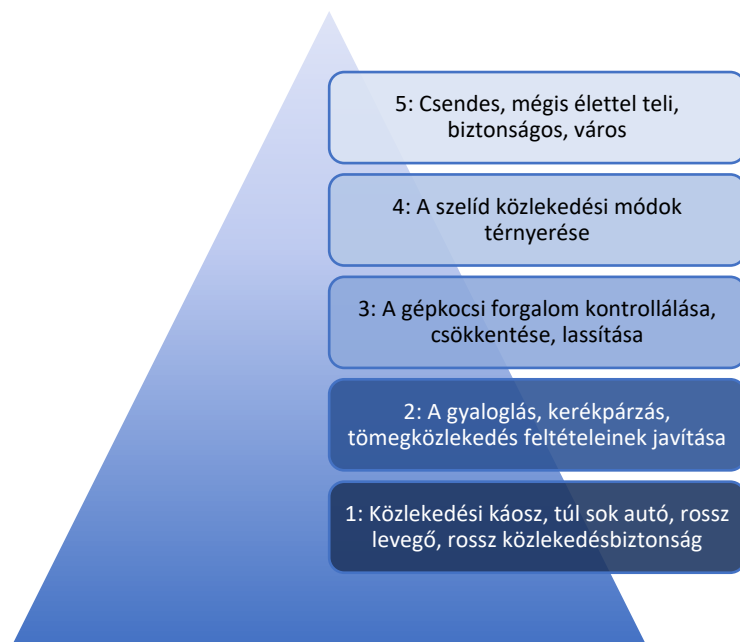 5: Csendes, mégis élettel teli,
biztonságos, város
4: A szelíd közlekedési módok
térnyerése
3: A gépkocsi forgalom kontrollálása,
csökkentése, lassítása
2: A gyaloglás, kerékpárzás,
tömegközlekedés feltételeinek javítása
1: Közlekedési káosz, túl sok autó, rossz
levegő, rossz közlekedésbiztonság